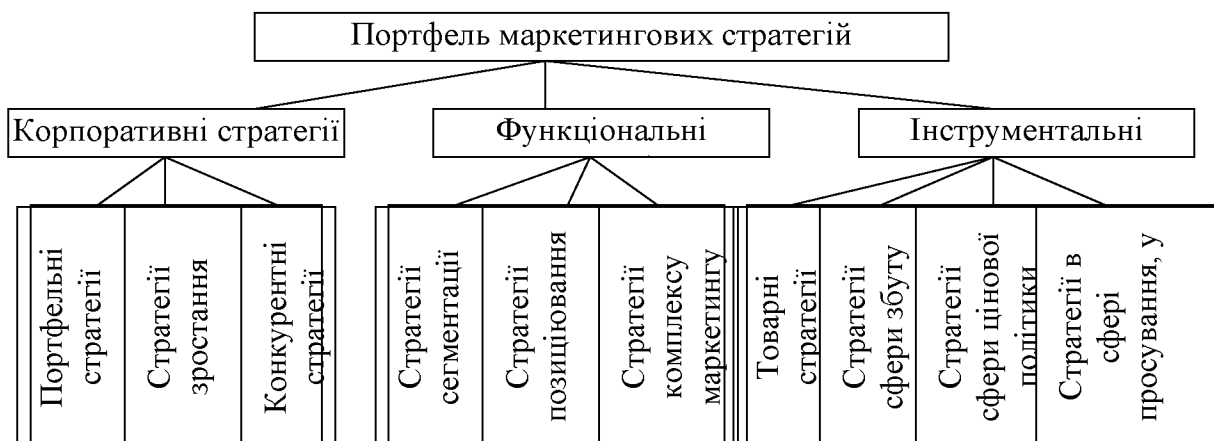 Портфель маркетингових стратегій
Корпоративні стратегії
Функціональні
Інструментальні
Портфельні
стратегії
Стратегії
зростання
Конкурентні
стратегії
Стратегії
сегментації
Стратегії
позиціювання
Стратегії
комплексу
маркетингу
Товарні
стратегії
Стратегії
сфери збуту
Стратегії
сфери цінової
політики
Стратегії в
сфері
просування, у